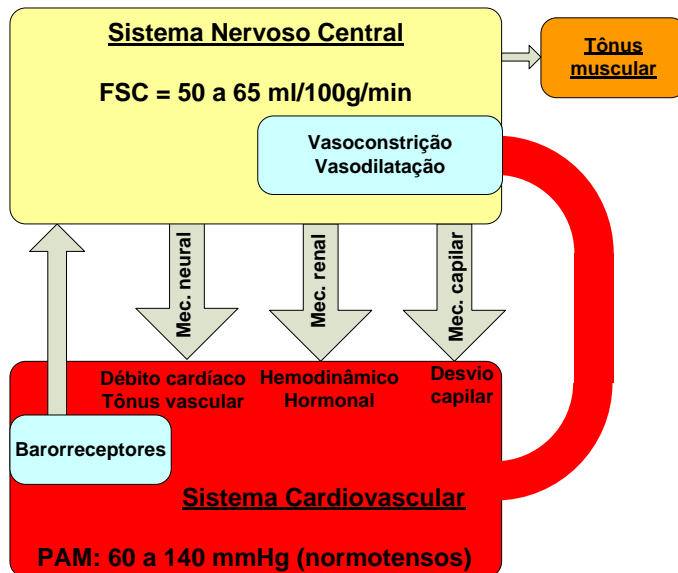 Sistema Nervoso Central
FSC = 50 a 65 ml/100g/min
Tônus
muscular
Vasoconstrição
Vasodilatação
Mec. neural
Mec. renal
Mec. capilar
Débito cardíaco
Tônus vascular
Hemodinâmico
Hormonal
Desvio
capilar
Barorreceptores
Sistema Cardiovascular
PAM: 60 a 140 mmHg (normotensos)